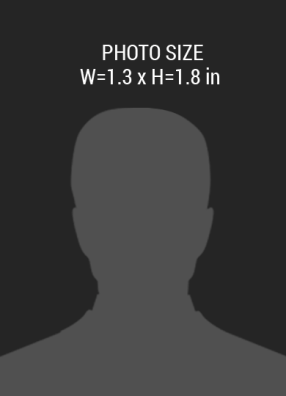 PHOTO SIZE
W=1.3 x H=1.8 in